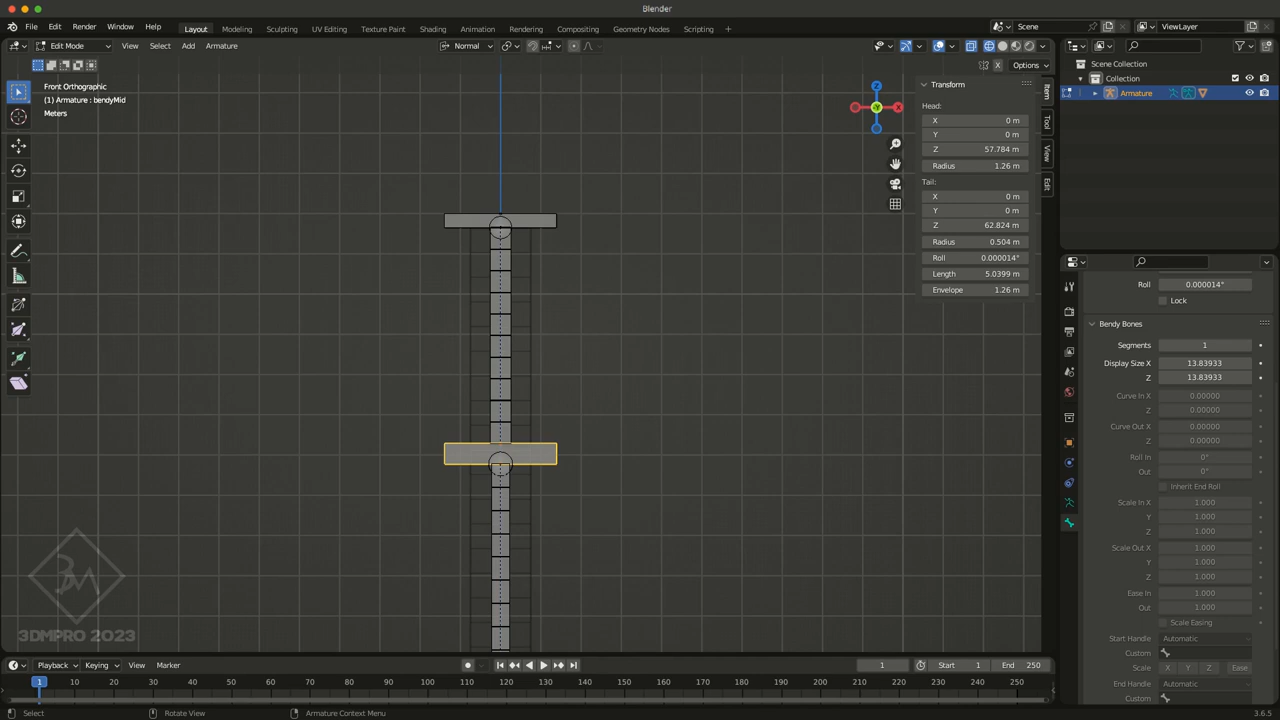 Blender
File Edit Render Window Help
Layout Modeling Sculpting UV Editing Texture Paint Shading Animation Rendering Compositing Geometry Nodes Scripting +
Scene
ViewLayer
Edit Mode View Select Add Armature
Normal
X Options
Front Orthographic
(1) Armature : bendyMid
Meters
Z
X
Y
Transform
Head:
X 0 m
Y 0 m
Z 57.784 m
Radius 1.26 m
Tail:
X 0 m
Y 0 m
Z 62.824 m
Radius 0.504 m
Roll 0.000014°
Length 5.0399 m
Envelope 1.26 m
Item
Tool
View
Edit
Scene Collection
Collection
Armature
Roll 0.000014°
Lock
Bendy Bones
Segments 1
Display Size X 13.83933
Z 13.83933
Curve In X 0.00000
Z 0.00000
Curve Out X 0.00000
Z 0.00000
Roll In 0°
Out 0°
Inherit End Roll
Scale In X 1.000
Y 1.000
Z 1.000
Scale Out X 1.000
Y 1.000
Z 1.000
Ease In 1.000
Out 1.000
Scale Easing
Start Handle Automatic
Custom
Scale X Y Z Ease
End Handle Automatic
Custom
3DMPRO 2023
Playback Keying View Marker
1 Start 1 End 250
1 10 20 30 40 50 60 70 80 90 100 110 120 130 140 150 160 170 180 190 200 210 220 230 240 250
Select Rotate View Armature Context Menu
3.6.5